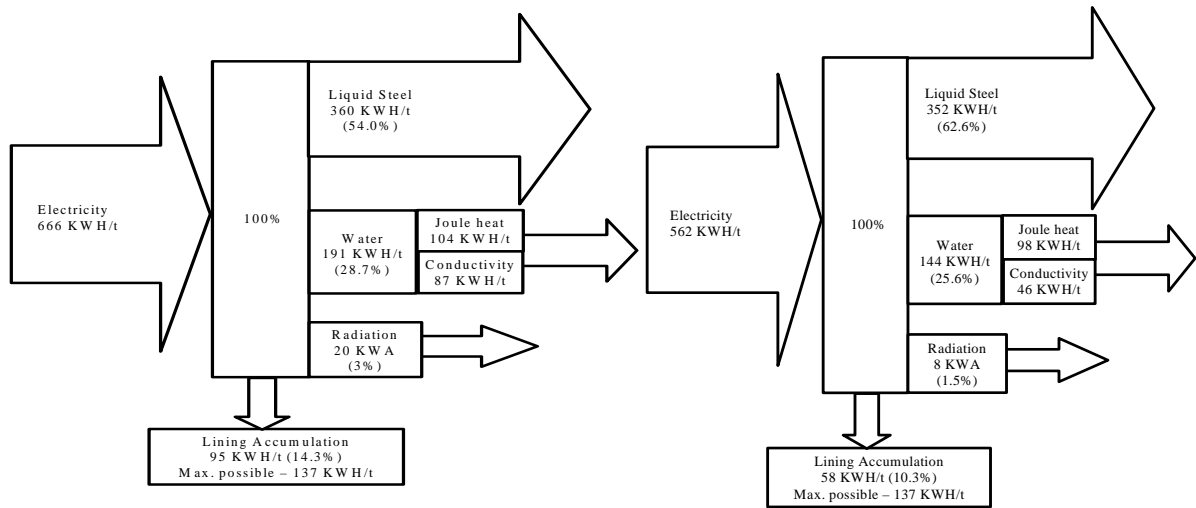 Electricity
666 KWH/t
100%
Liquid Steel
360 KWH/t
(54.0%)
Water
191 KWH/t
(28.7%)
Joule heat
104 KWH/t
Conductivity
87 KWH/t
Radiation
20 KWA
(3%)
Lining Accumulation
95 KWH/t (14.3%)
Max. possible – 137 KWH/t
Electricity
562 KWH/t
100%
Liquid Steel
352 KWH/t
(62.6%)
Water
144 KWH/t
(25.6%)
Joule heat
98 KWH/t
Conductivity
46 KWH/t
Radiation
8 KWA
(1.5%)
Lining Accumulation
58 KWH/t (10.3%)
Max. possible – 137 KWH/t